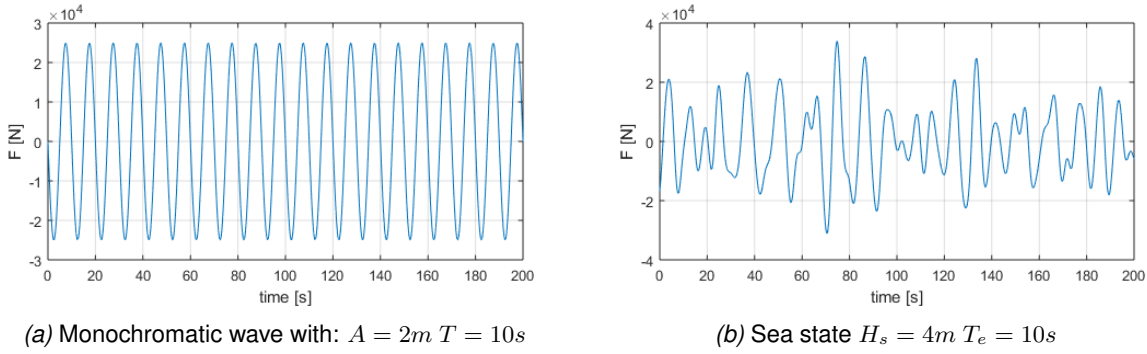 ×10⁴
3
2
1
0
-1
-2
-3
F [N]
0 20 40 60 80 100 120 140 160 180 200
time [s]
(a) Monochromatic wave with: A = 2m T = 10s
×10⁴
4
2
0
-2
-4
F [N]
0 20 40 60 80 100 120 140 160 180 200
time [s]
(b) Sea state Hₛ = 4m Tₑ = 10s